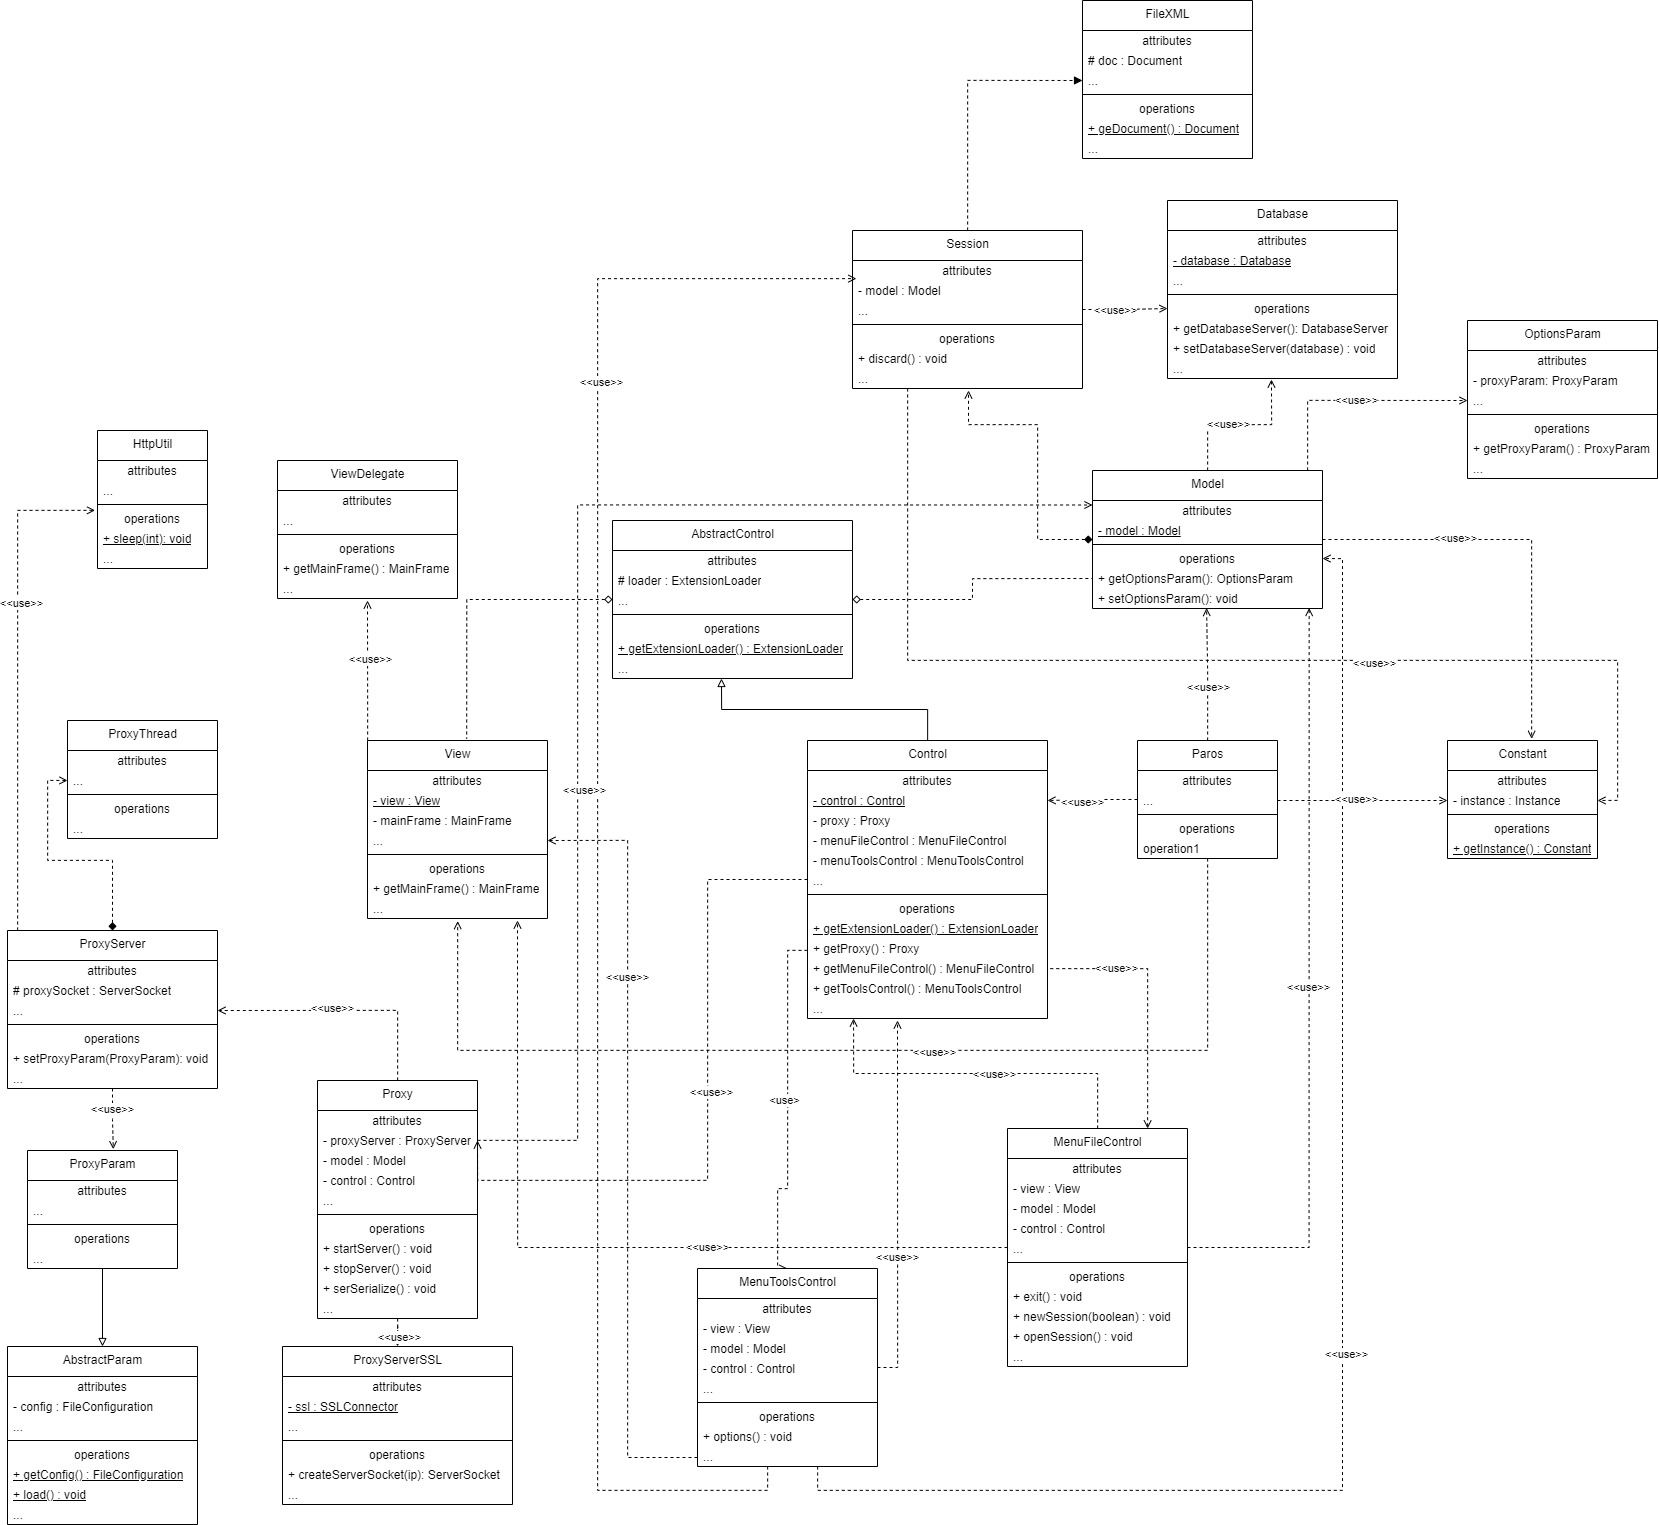 FileXML
attributes
# doc : Document
...
operations
+ geDocument() : Document
...
Database
attributes
- database : Database
...
operations
+ getDatabaseServer(): DatabaseServer
+ setDatabaseServer(database) : void
...
Session
attributes
- model : Model
...
operations
+ discard() : void
...
<<use>>
OptionsParam
attributes
- proxyParam: ProxyParam
...
operations
+ getProxyParam() : ProxyParam
...
<<use>>
<<use>>
<<use>>
HttpUtil
attributes
...
operations
+ sleep(int): void
...
ViewDelegate
attributes
...
operations
+ getMainFrame() : MainFrame
...
AbstractControl
attributes
# loader : ExtensionLoader
...
operations
+ getExtensionLoader() : ExtensionLoader
...
Model
attributes
- model : Model
operations
+ getOptionsParam(): OptionsParam
+ setOptionsParam(): void
<<use>>
<<use>>
<<use>>
<<use>>
<<use>>
ProxyThread
attributes
...
operations
...
View
attributes
- view : View
- mainFrame : MainFrame
...
operations
+ getMainFrame() : MainFrame
...
<<use>>
Control
attributes
- control : Control
- proxy : Proxy
- menuFileControl : MenuFileControl
- menuToolsControl : MenuToolsControl
...
operations
+ getExtensionLoader() : ExtensionLoader
+ getProxy() : Proxy
+ getMenuFileControl() : MenuFileControl
+ getToolsControl() : MenuToolsControl
...
<<use>>
Paros
attributes
...
operations
operation1
<<use>>
Constant
attributes
- instance : Instance
operations
+ getInstance() : Constant
ProxyServer
attributes
# proxySocket : ServerSocket
...
operations
+ setProxyParam(ProxyParam): void
...
<<use>>
<<use>>
<<use>>
<<use>>
<<use>>
<<use>>
<<use>>
<use>
<<use>>
Proxy
attributes
- proxyServer : ProxyServer
- model : Model
- control : Control
...
operations
+ startServer() : void
+ stopServer() : void
+ serSerialize() : void
...
ProxyParam
attributes
...
operations
...
MenuFileControl
attributes
- view : View
- model : Model
- control : Control
...
operations
+ exit() : void
+ newSession(boolean) : void
+ openSession() : void
...
<<use>>
<<use>>
MenuToolsControl
attributes
- view : View
- model : Model
- control : Control
...
operations
+ options() : void
...
<<use>>
<<use>>
AbstractParam
attributes
- config : FileConfiguration
...
operations
+ getConfig() : FileConfiguration
+ load() : void
...
ProxyServerSSL
attributes
- ssl : SSLConnector
...
operations
+ createServerSocket(ip): ServerSocket
...